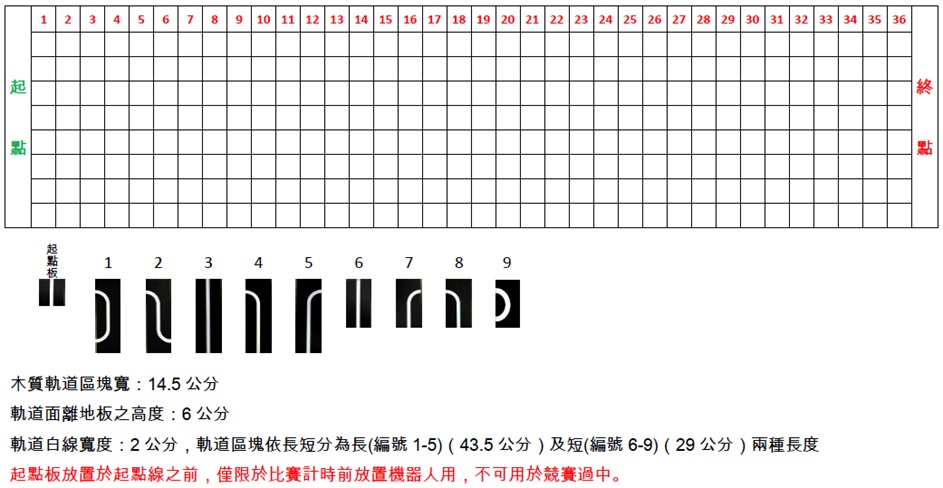 1 2 3 4 5 6 7 8 9 10 11 12 13 14 15 16 17 18 19 20 21 22 23 24 25 26 27 28 29 30 31 32 33 34 35 36
起點
終點
起點板 1 2 3 4 5 6 7 8 9
木質軌道區塊寬：14.5 公分
軌道面離地板之高度：6 公分
軌道白線寬度：2 公分，軌道區塊依長短分為長(編號 1-5)（43.5 公分）及短(編號 6-9)（29 公分）兩種長度
起點板放置於起點線之前，僅限於比賽計時前放置機器人用，不可用於競賽過中。